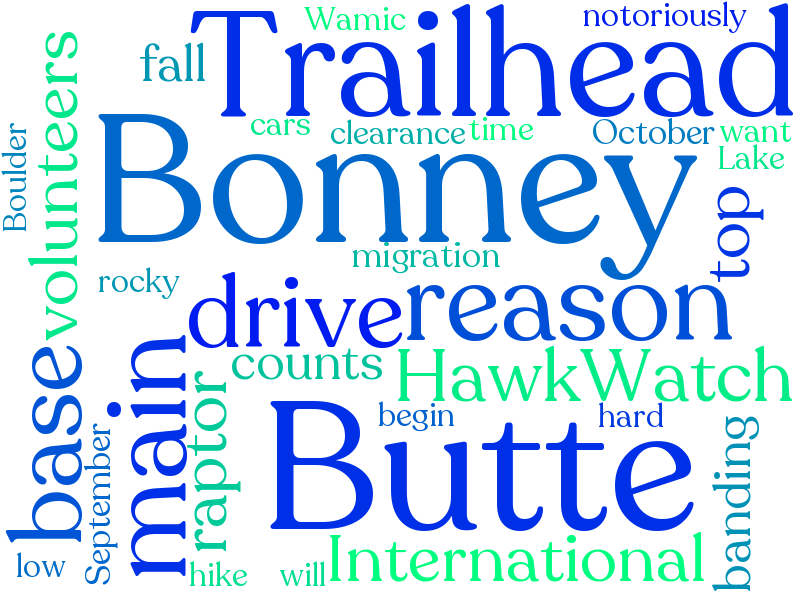 Wamic
notoriously
fall
Trailhead
volunteers
cars
clearance
time
October
want
Boulder
Bonney
Lake
top
migration
rocky
drive
reason
main
base
counts
HawkWatch
raptor
begin
hard
Butte
September
banding
International
low
hike
will